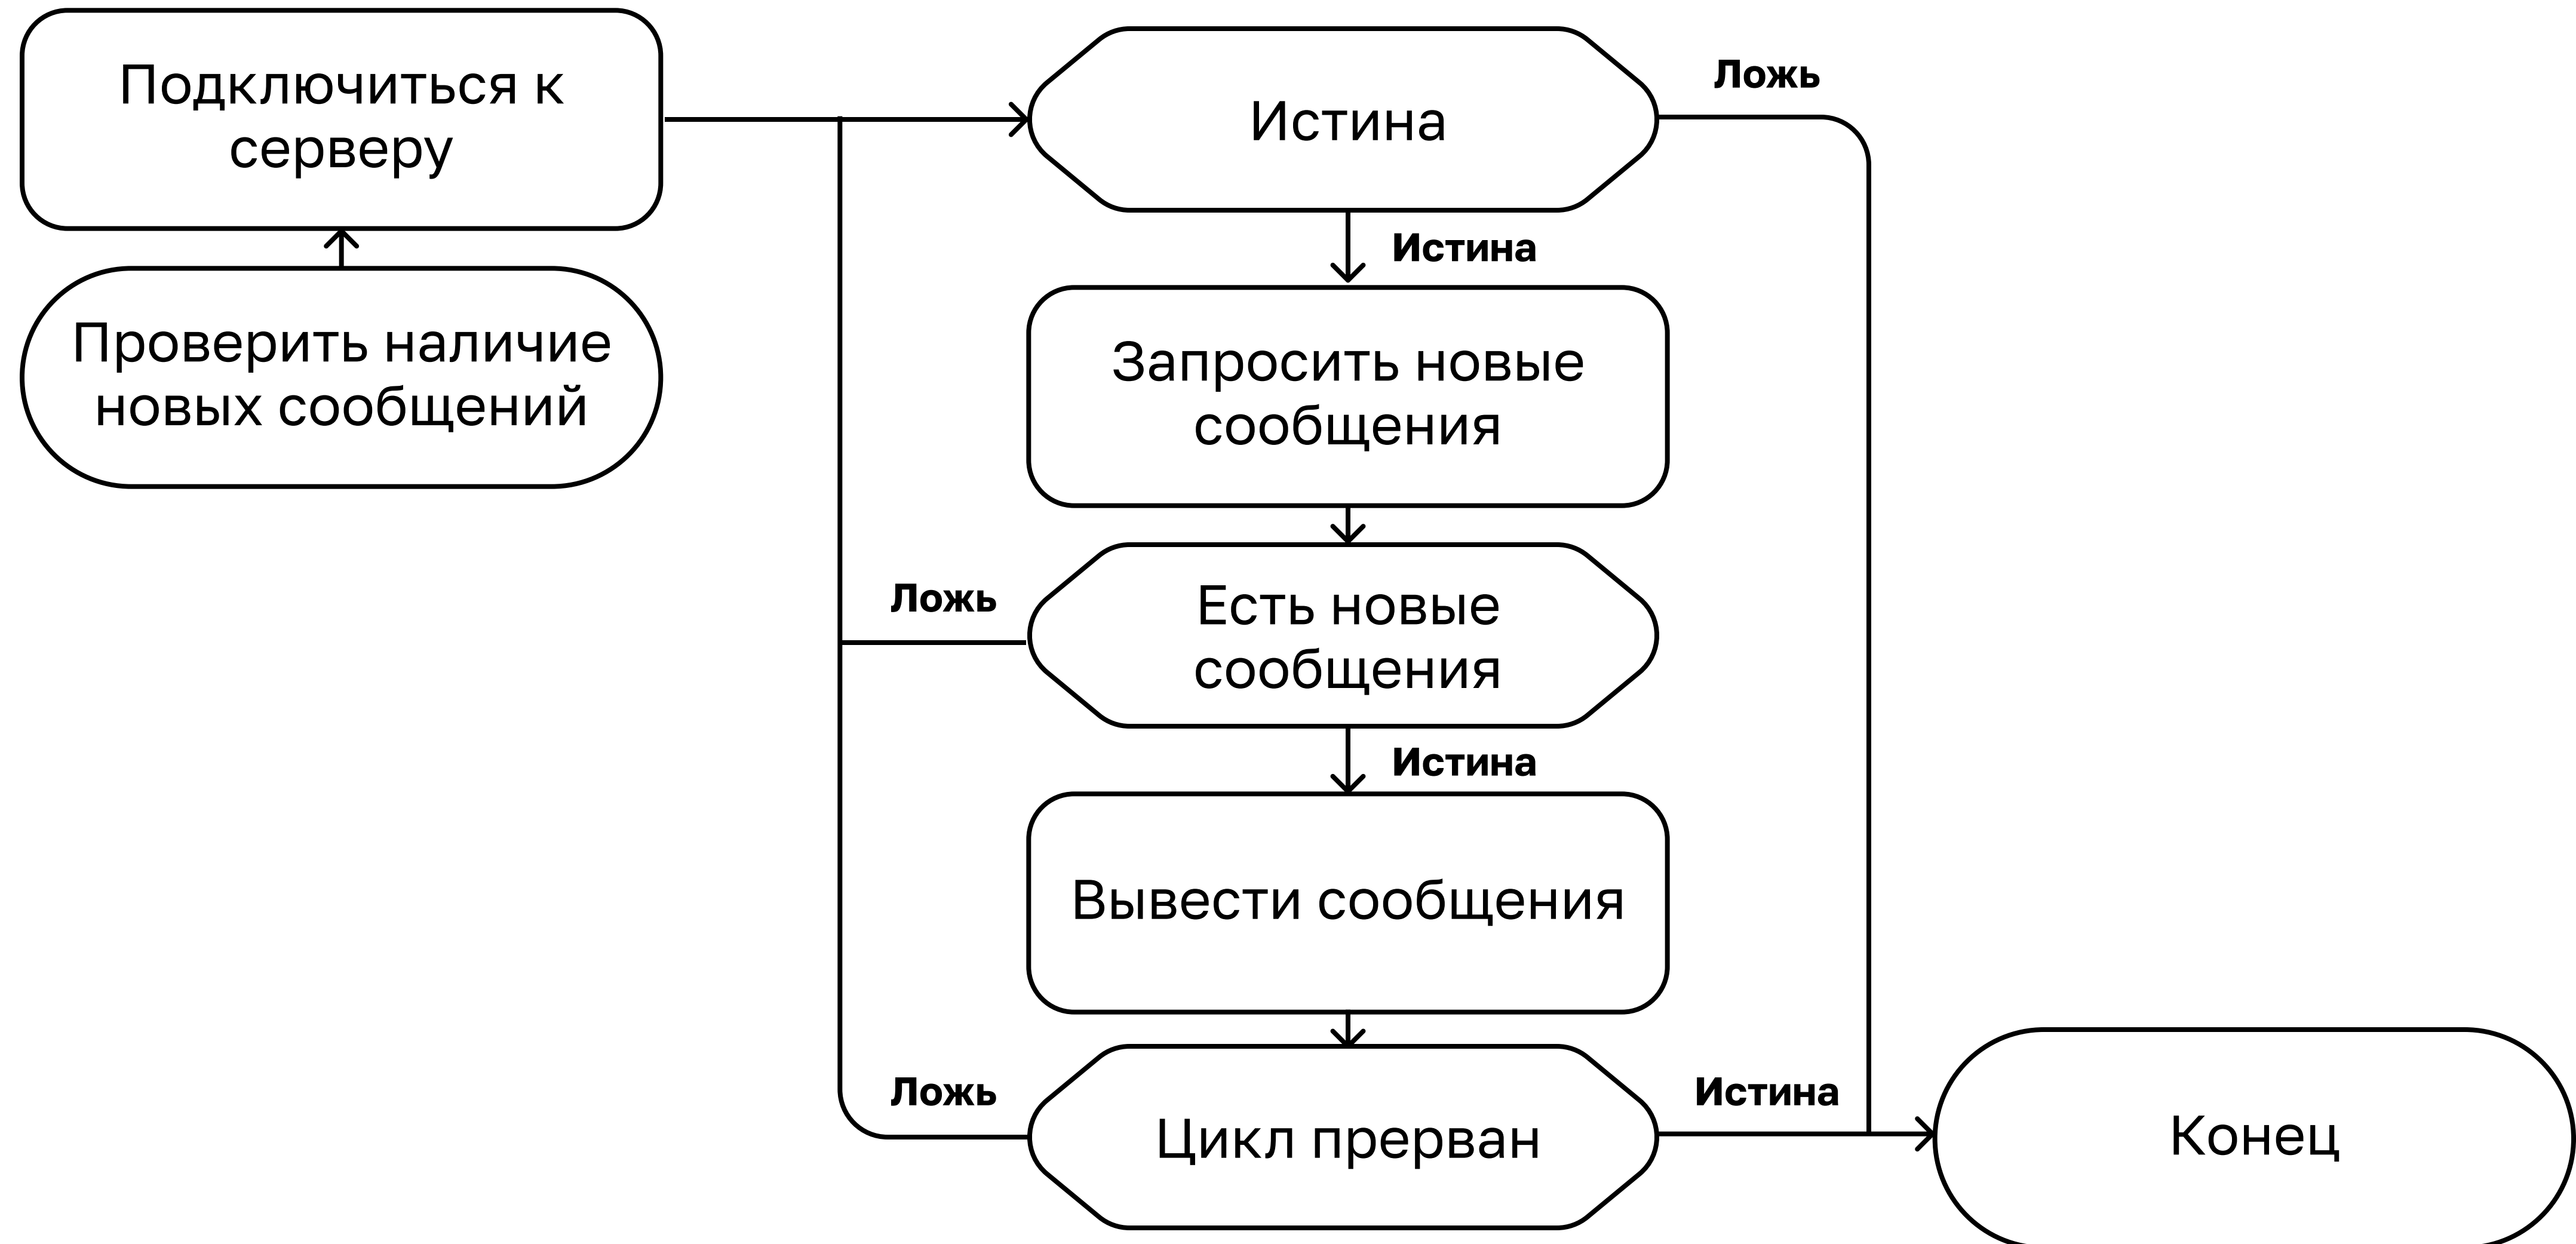 Подключиться к
серверу
Проверить наличие
новых сообщений
Истина
Ложь
Истина
Запросить новые
сообщения
Ложь
Есть новые
сообщения
Истина
Вывести сообщения
Ложь
Цикл прерван
Истина
Конец